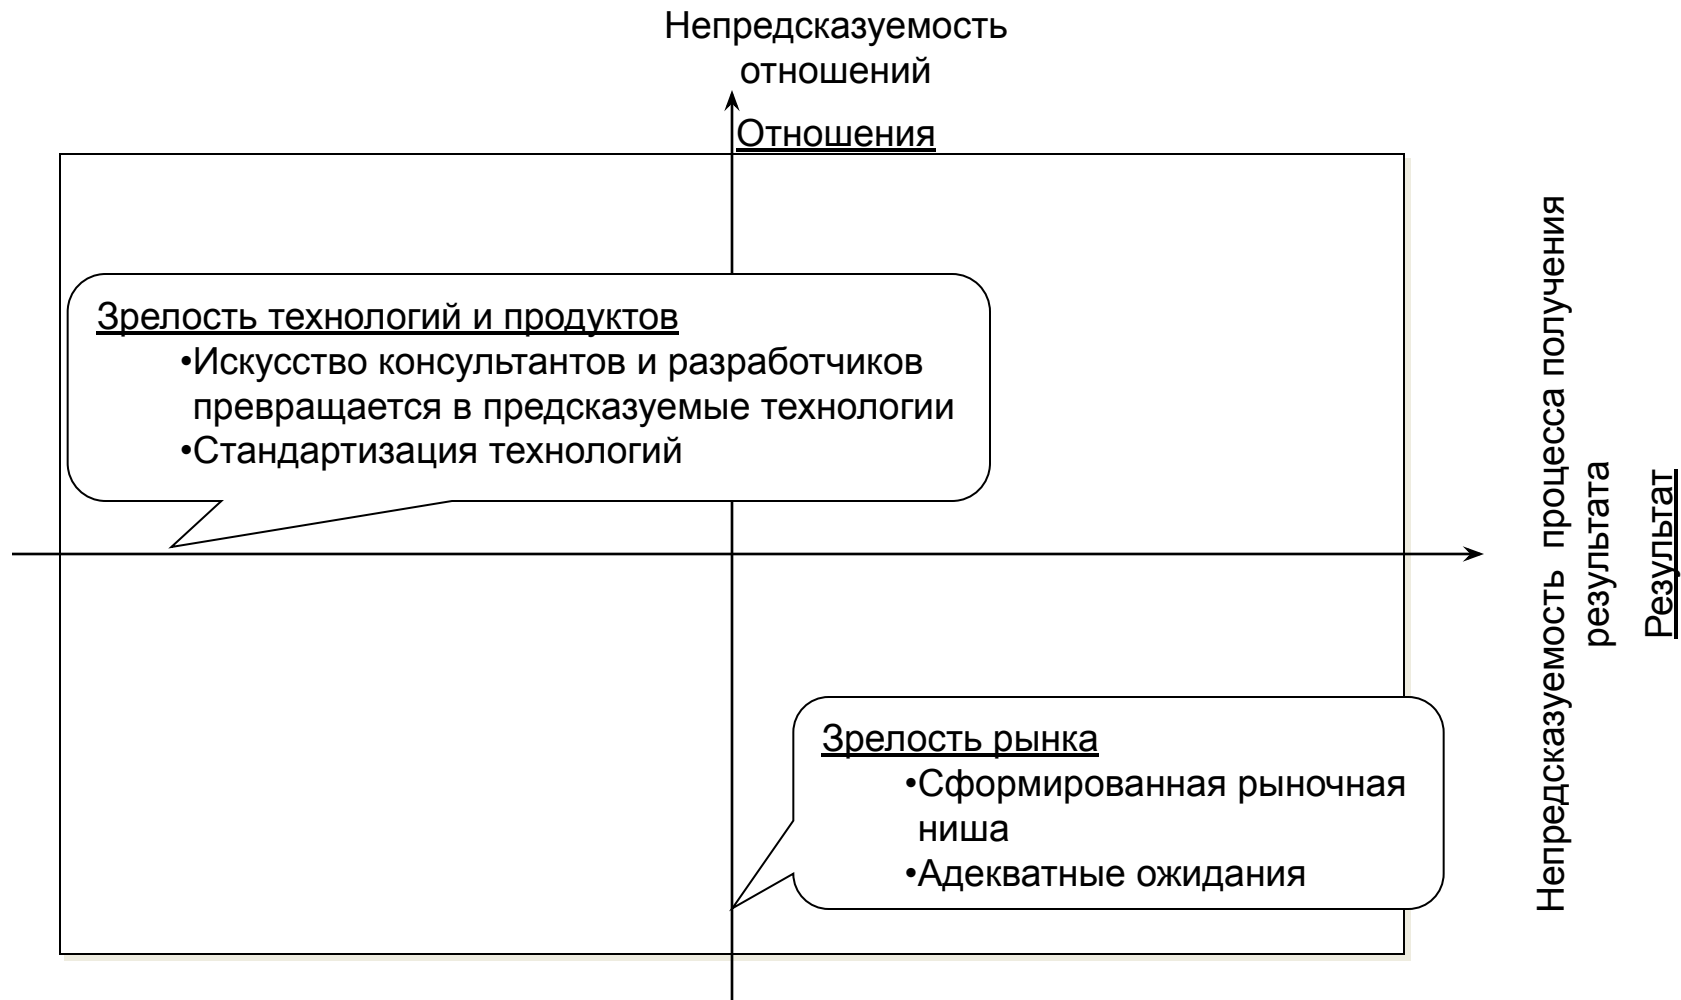 Непредсказуемость
отношений
Отношения
Зрелость технологий и продуктов
•Искусство консультантов и разработчиков
превращается в предсказуемые технологии
•Стандартизация технологий
Зрелость рынка
•Сформированная рыночная
ниша
•Адекватные ожидания
Непредсказуемость процесса получения
результата
Результат